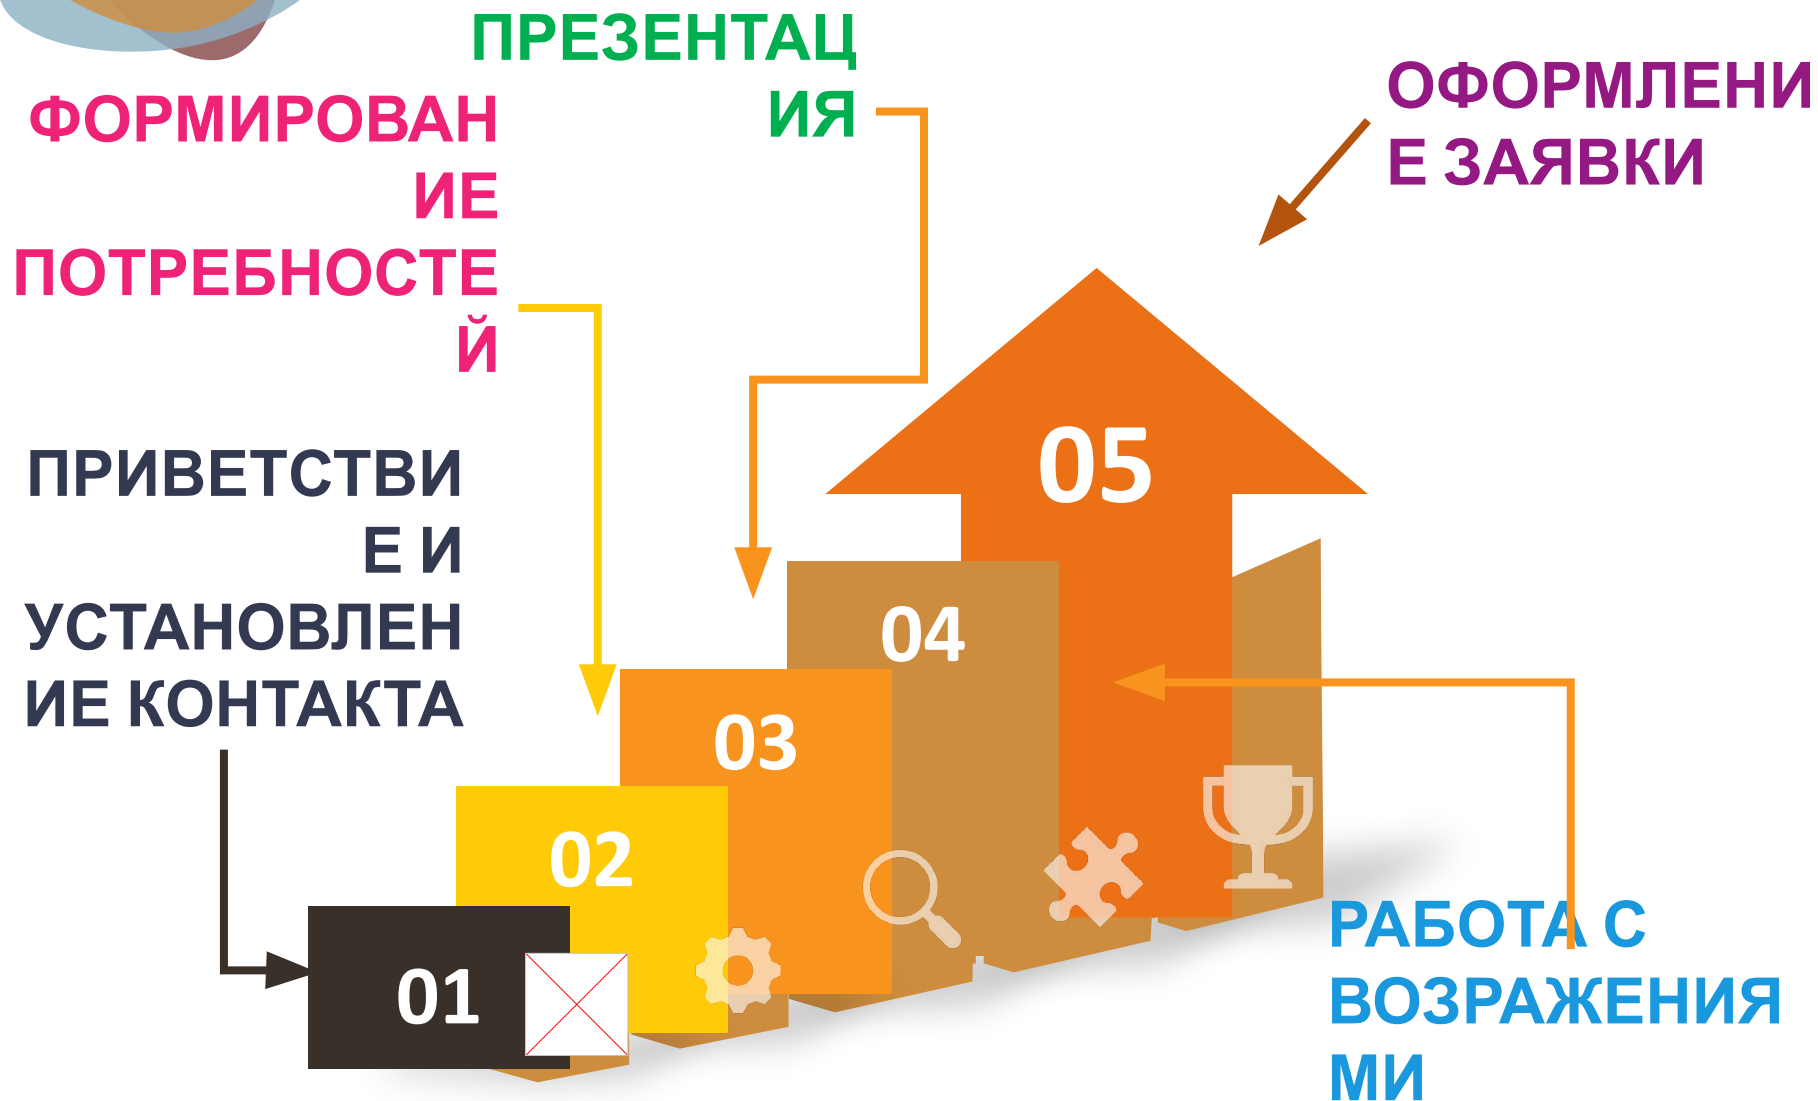 ПРЕЗЕНТАЦ
ИЯ
ФОРМИРОВАН
ИЕ
ПОТРЕБНОСТЕ
Й
ОФОРМЛЕНИ
Е ЗАЯВКИ
ПРИВЕТСТВИ
Е И
УСТАНОВЛЕН
ИЕ КОНТАКТА
05
04
03
02
01
РАБОТА С
ВОЗРАЖЕНИЯ
МИ